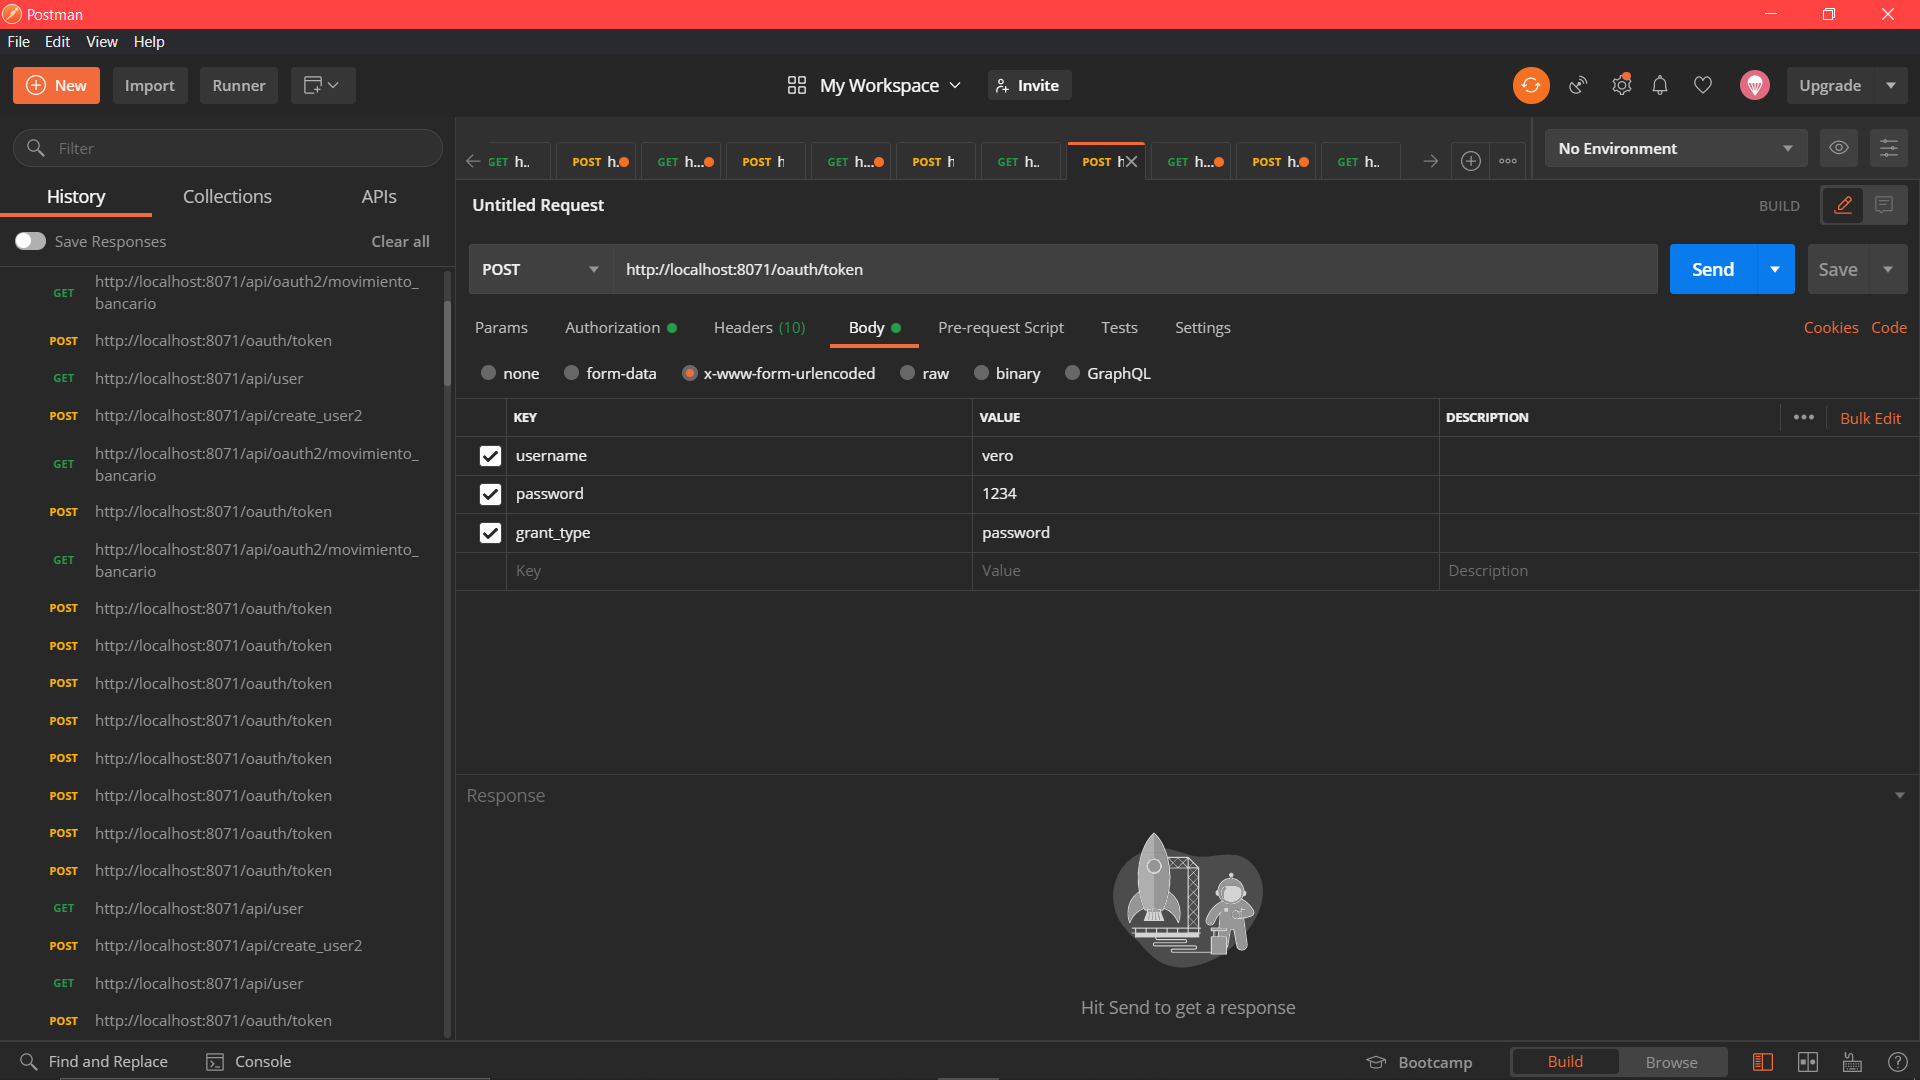 Postman
File Edit View Help
New Import Runner My Workspace Invite Upgrade
Filter
History Collections APIs
Save Responses Clear all
GET http://localhost:8071/api/oauth2/movimiento_
bancario
POST http://localhost:8071/oauth/token
GET http://localhost:8071/api/user
POST http://localhost:8071/api/create_user2
GET http://localhost:8071/api/oauth2/movimiento_
bancario
POST http://localhost:8071/oauth/token
GET http://localhost:8071/api/oauth2/movimiento_
bancario
POST http://localhost:8071/oauth/token
POST http://localhost:8071/oauth/token
POST http://localhost:8071/oauth/token
POST http://localhost:8071/oauth/token
POST http://localhost:8071/oauth/token
POST http://localhost:8071/oauth/token
POST http://localhost:8071/oauth/token
POST http://localhost:8071/oauth/token
GET http://localhost:8071/api/user
POST http://localhost:8071/api/create_user2
GET http://localhost:8071/api/user
POST http://localhost:8071/oauth/token
GET h.. POST h. GET h... POST h GET h... POST h GET h.. POST h GET h... POST h. GET h..
No Environment
Untitled Request BUILD
POST http://localhost:8071/oauth/token Send Save
Params Authorization Headers (10) Body Pre-request Script Tests Settings Cookies Code
none form-data x-www-form-urlencoded raw binary GraphQL
KEY VALUE DESCRIPTION ••• Bulk Edit
username vero
password 1234
grant_type password
Key Value Description
Response
Hit Send to get a response
Find and Replace Console Bootcamp Build Browse